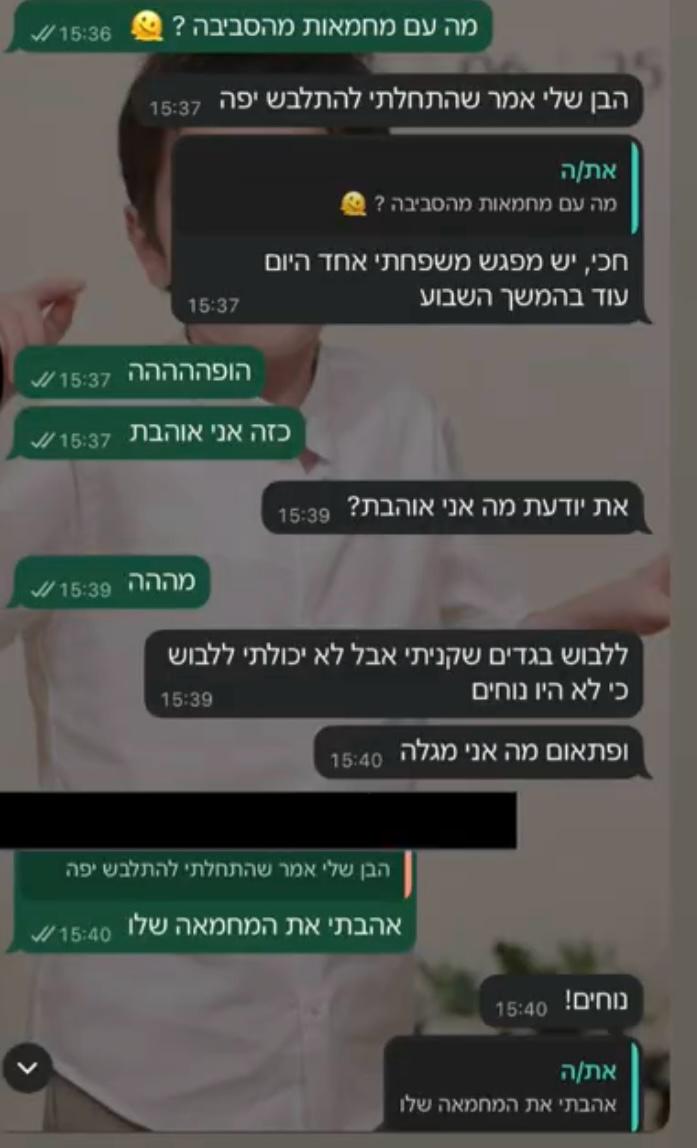 מה עם מחמאות מהסביבה ? 🫠 15:36
הבן שלי אמר שהתחלתי להתלבש יפה 15:37
את/ה
מה עם מחמאות מהסביבה ? 🫠
חכי, יש מפגש משפחתי אחד היום
עוד בהמשך השבוע 15:37
הופההההה 15:37
כזה אני אוהבת 15:37
את יודעת מה אני אוהבת? 15:39
מההה 15:39
ללבוש בגדים שקניתי אבל לא יכולתי ללבוש
כי לא היו נוחים 15:39
ופתאום מה אני מגלה 15:40
הבן שלי אמר שהתחלתי להתלבש יפה
אהבתי את המחמאה שלו 15:40
נוחים! 15:40
את/ה
אהבתי את המחמאה שלו